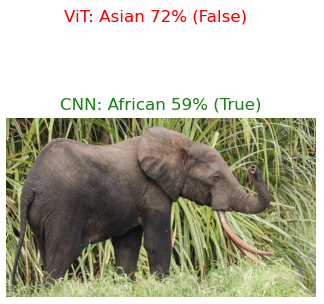 ViT: Asian 72% (False)
CNN: African 59% (True)